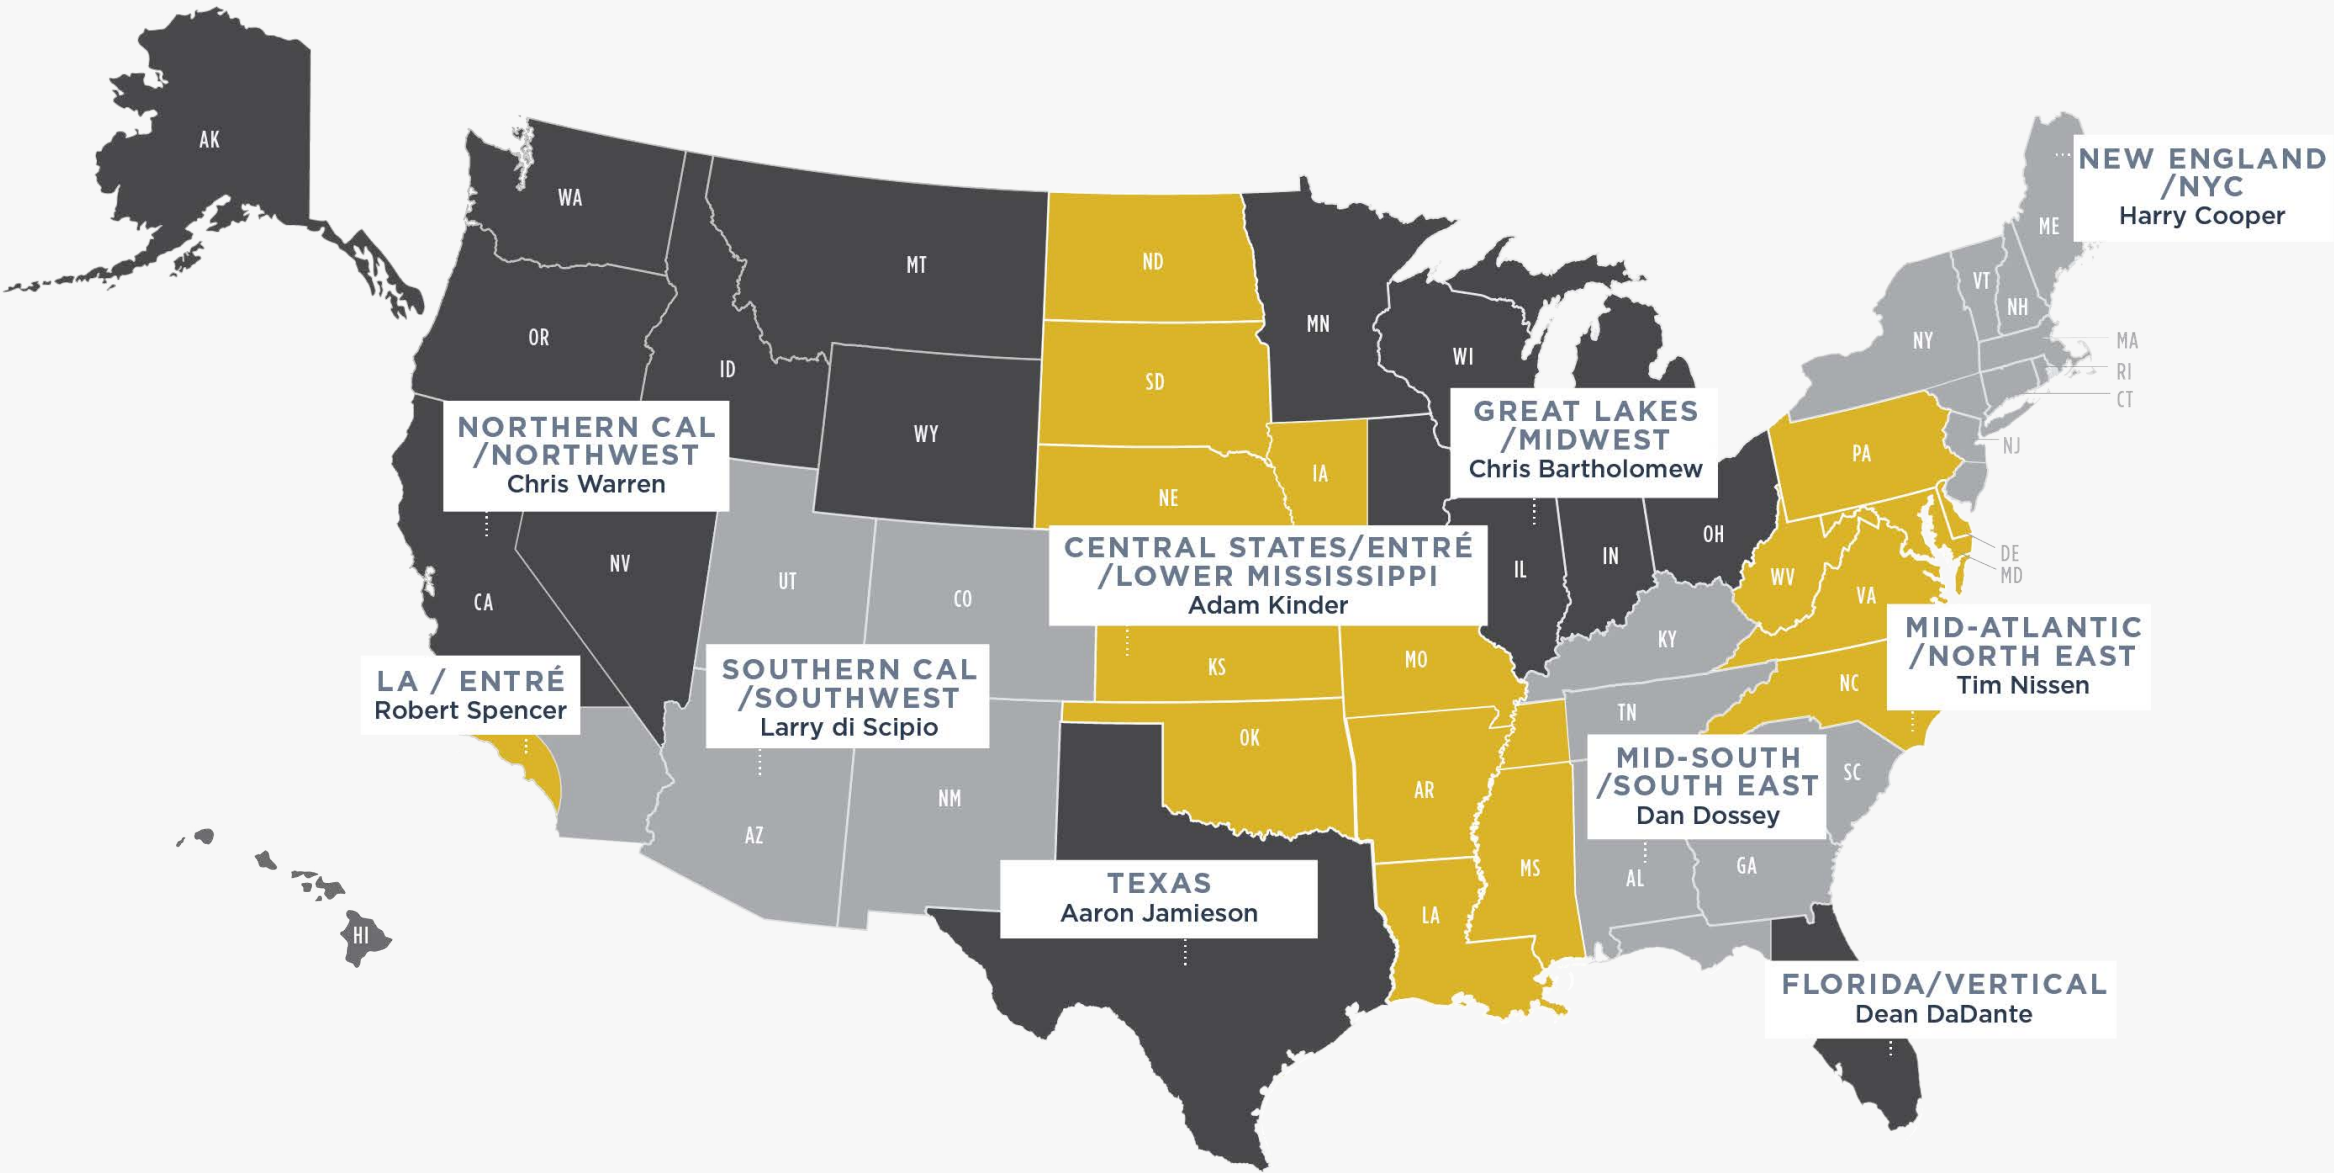 AK
WA
MT
ND
MN
OR
ID
SD
WI
WY
NE
IA
ME
VT
NH
NY
MA
RI
CT
NJ
PA
NEW ENGLAND
/NYC
Harry Cooper
NORTHERN CAL
/NORTHWEST
Chris Warren
GREAT LAKES
/MIDWEST
Chris Bartholomew
CENTRAL STATES/ENTRÉ
/LOWER MISSISSIPPI
Adam Kinder
NV
UT
CO
CA
IL
IN
OH
WV
VA
DE
MD
KY
KS
MO
LA / ENTRÉ
Robert Spencer
SOUTHERN CAL
/SOUTHWEST
Larry di Scipio
MID-ATLANTIC
/NORTH EAST
Tim Nissen
NC
TN
OK
AR
MID-SOUTH
/SOUTH EAST
Dan Dossey
SC
AZ
NM
MS
AL
GA
LA
TEXAS
Aaron Jamieson
HI
FLORIDA/VERTICAL
Dean DaDante